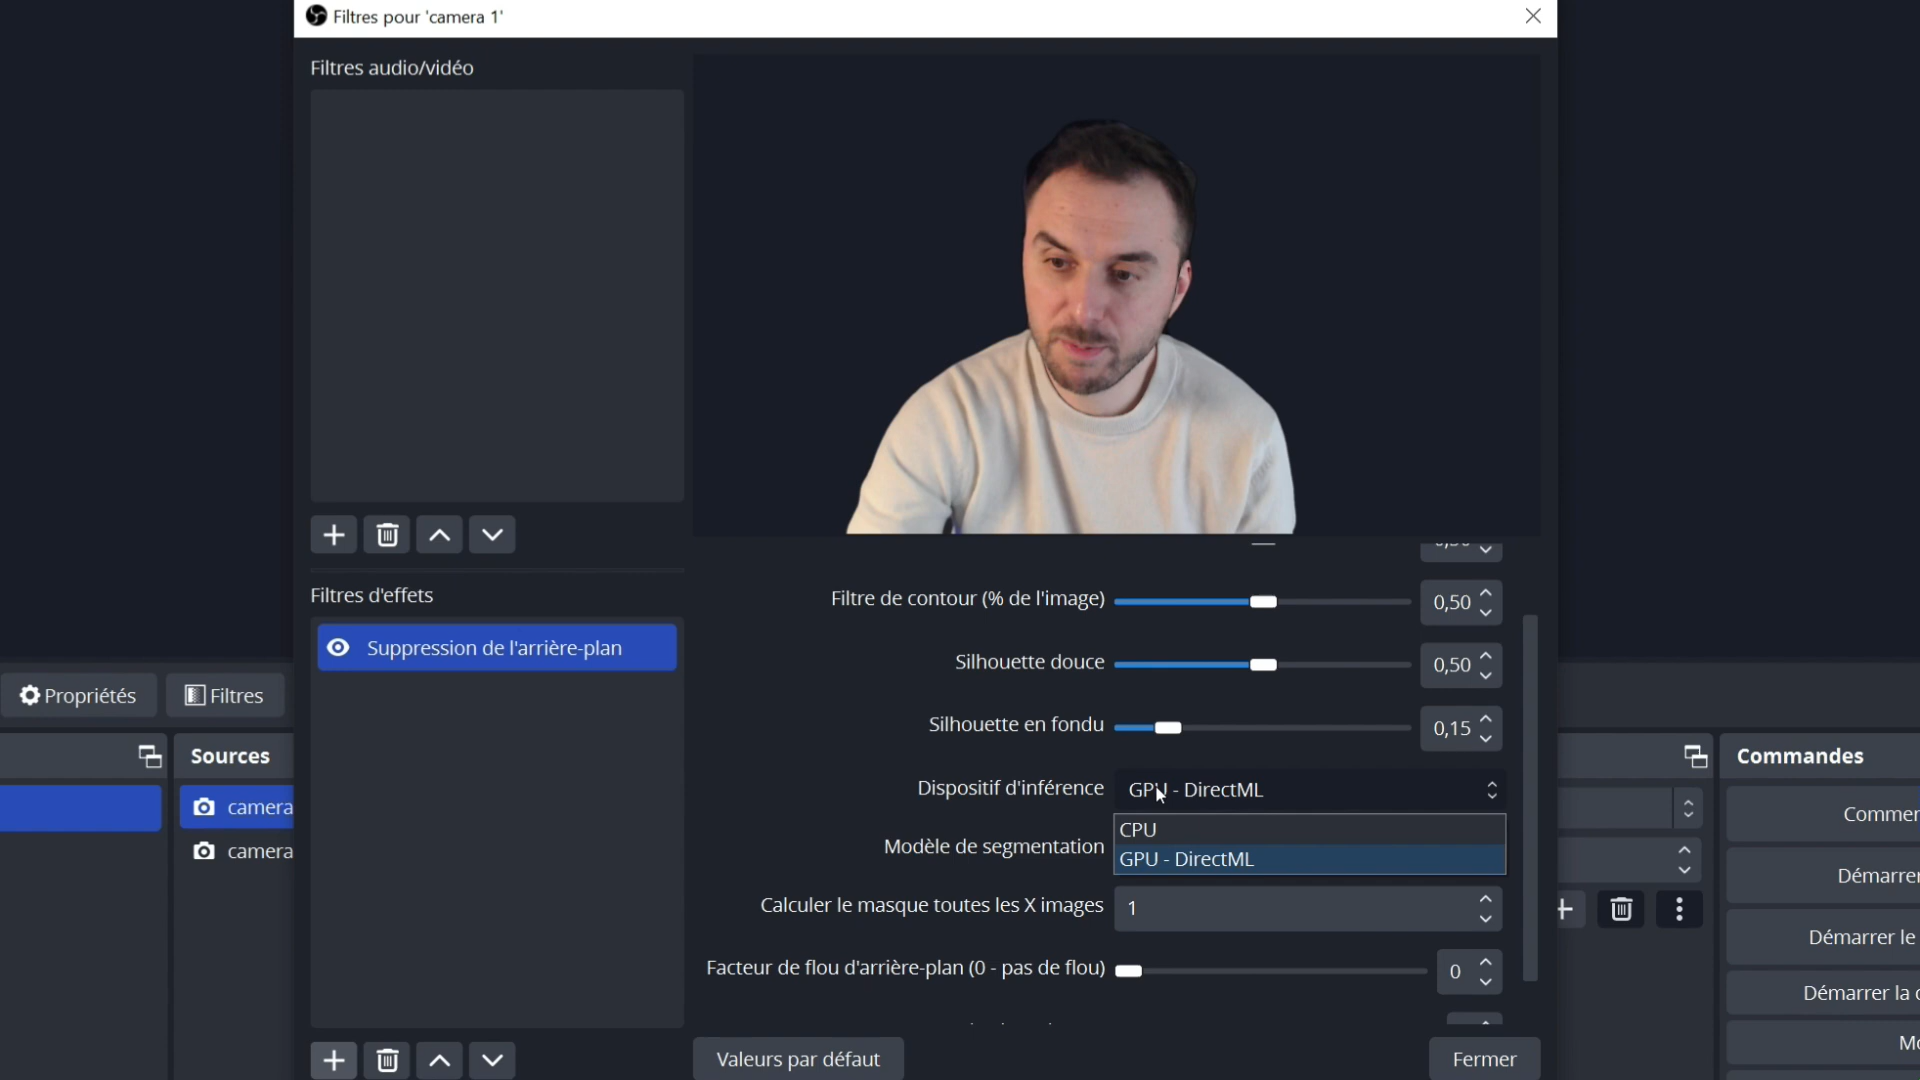 Filtres pour 'camera 1'
Filtres audio/vidéo
Filtres d'effets
Suppression de l'arrière-plan
Filtre de contour (% de l'image)
0,50
Silhouette douce
0,50
Silhouette en fondu
0,15
Dispositif d'inférence
GPU - DirectML
CPU
GPU - DirectML
Modèle de segmentation
Calculer le masque toutes les X images
1
Facteur de flou d'arrière-plan (0 - pas de flou)
0
Valeurs par défaut
Fermer
Propriétés
Filtres
Sources
camera
camera
Commandes
Commen
Démarrer
Démarrer le
Démarrer la